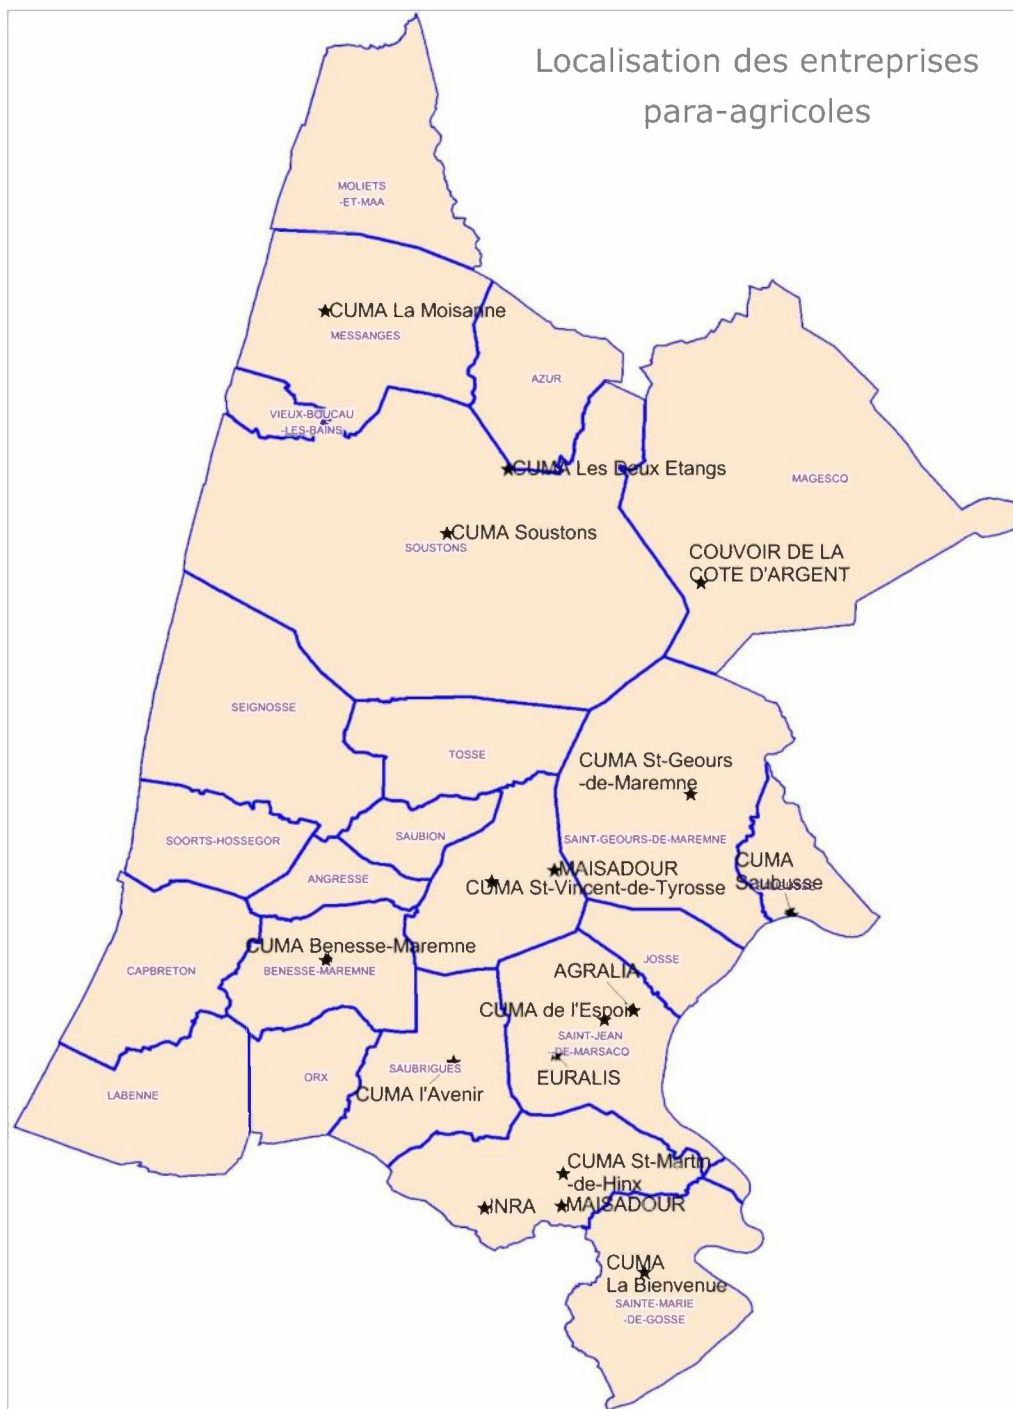 Localisation des entreprises
para-agricoles
MOLIETS
-ET-MAA
CUMA La Moisanne
MESSANGES
AZUR
VIEUX-BOUCAU
-LES-BAINS
CUMA Les Deux Etangs
MAGESCQ
CUMA Soustons
SOUSTONS
COUVOIR DE LA
COTE D'ARGENT
SEIGNOSSE
TOSSE
CUMA St-Geours
-de-Maremne
SOORTS-HOSSEGOR
SAUBION
SAINT-GEOURS-DE-MAREMNE
ANGRESSE
MAISADOUR
CUMA St-Vincent-de-Tyrosse
CUMA
Saubusse
CUMA Benesse-Maremne
BENESSE-MAREMNE
CAPBRETON
JOSSE
AGRALIA
CUMA de l'Espoir
SAINT-JEAN
-DE-MARSACQ
EURALIS
SAUBRIGUES
CUMA l'Avenir
ORX
LABENNE
CUMA St-Martin
-de-Hinx
INRA
MAISADOUR
CUMA
La Bienvenue
SAINTE-MARIE
-DE-GOSSE